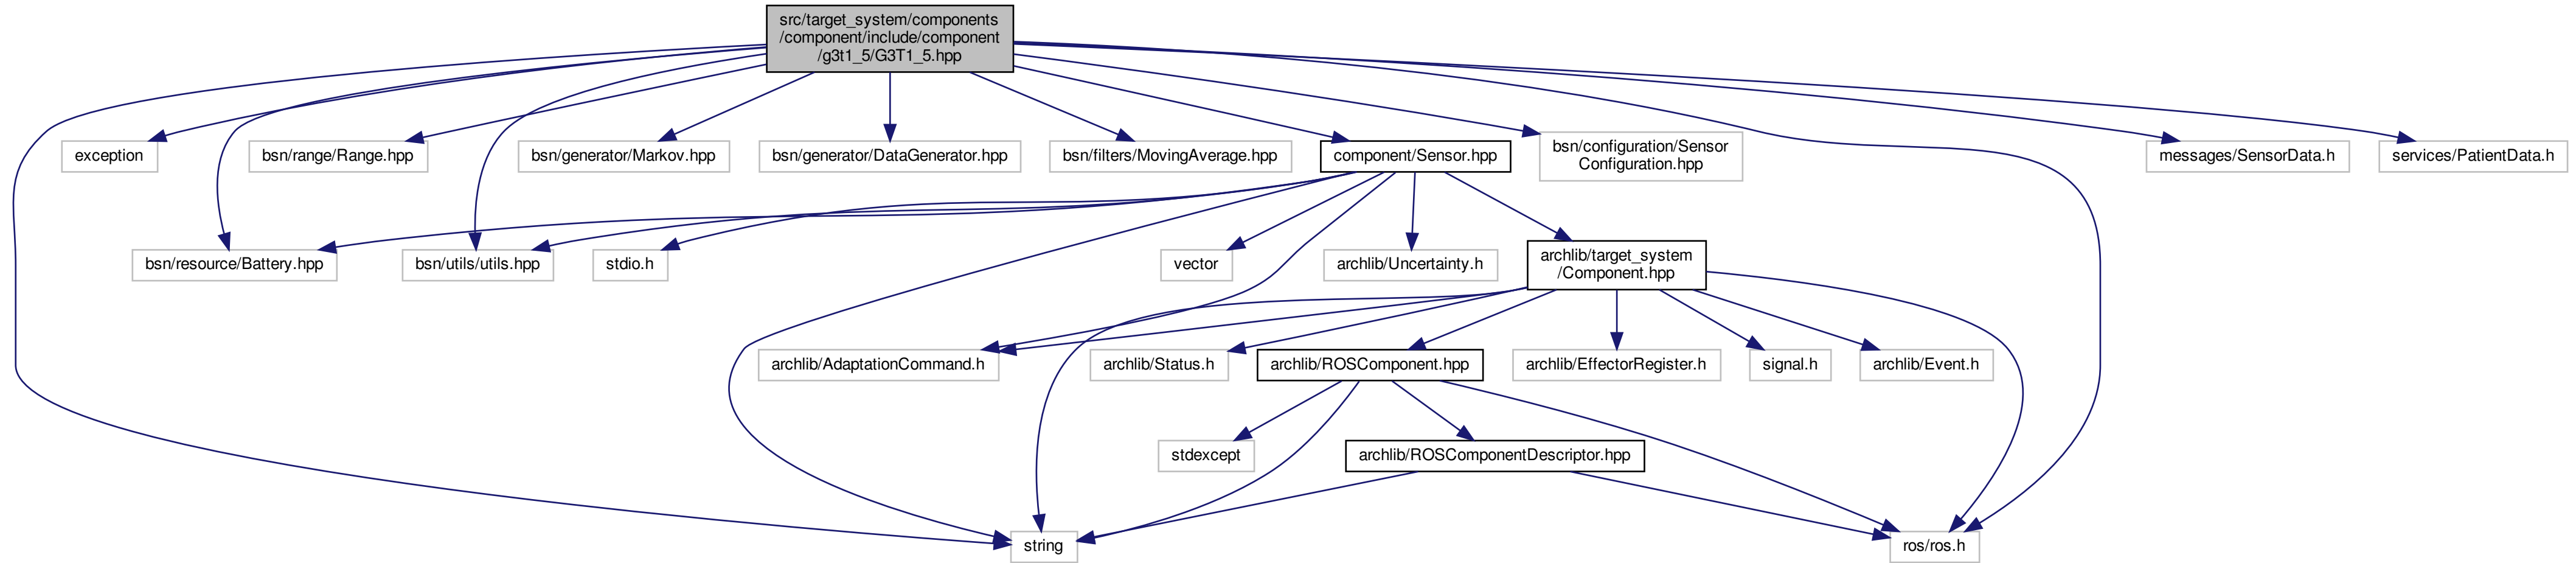 src/target_system/components
/component/include/component
/g3t1_5/G3T1_5.hpp
exception
bsn/range/Range.hpp
bsn/generator/Markov.hpp
bsn/generator/DataGenerator.hpp
bsn/filters/MovingAverage.hpp
component/Sensor.hpp
bsn/configuration/Sensor
Configuration.hpp
messages/SensorData.h
services/PatientData.h
bsn/resource/Battery.hpp
bsn/utils/utils.hpp
stdio.h
vector
archlib/Uncertainty.h
archlib/target_system
/Component.hpp
archlib/AdaptationCommand.h
archlib/Status.h
archlib/ROSComponent.hpp
archlib/EffectorRegister.h
signal.h
archlib/Event.h
stdexcept
archlib/ROSComponentDescriptor.hpp
string
ros/ros.h